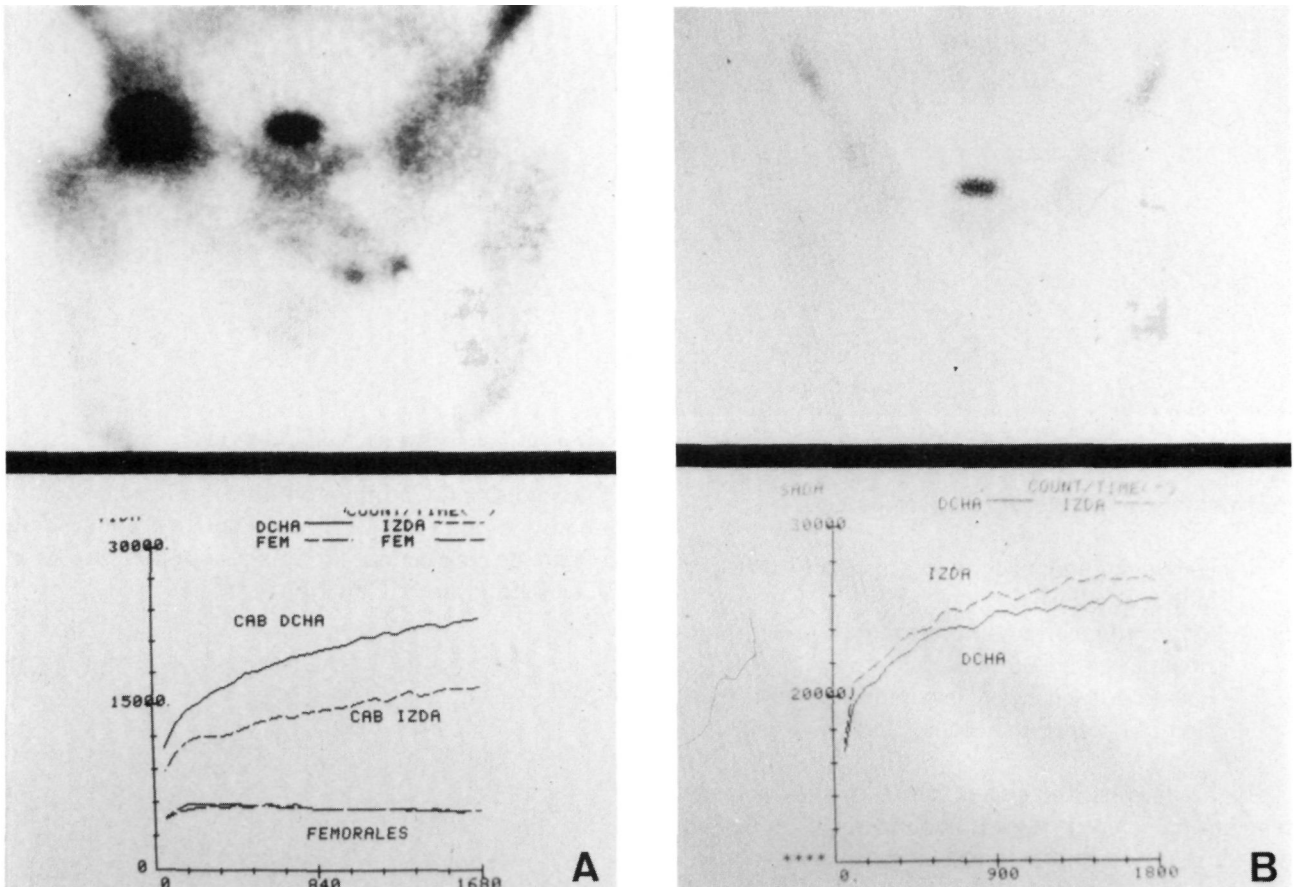 COUNT/TIME(
DCHA IZDA
FEM FEM
30000.
CAB DCHA
15000.
CAB IZDA
FEMORALES
0
0 840 1680
A
SADA COUNT/TIME(-)
DCHA IZDA
30000.
IZDA
DCHA
20000.
****
0. 900 1800
B